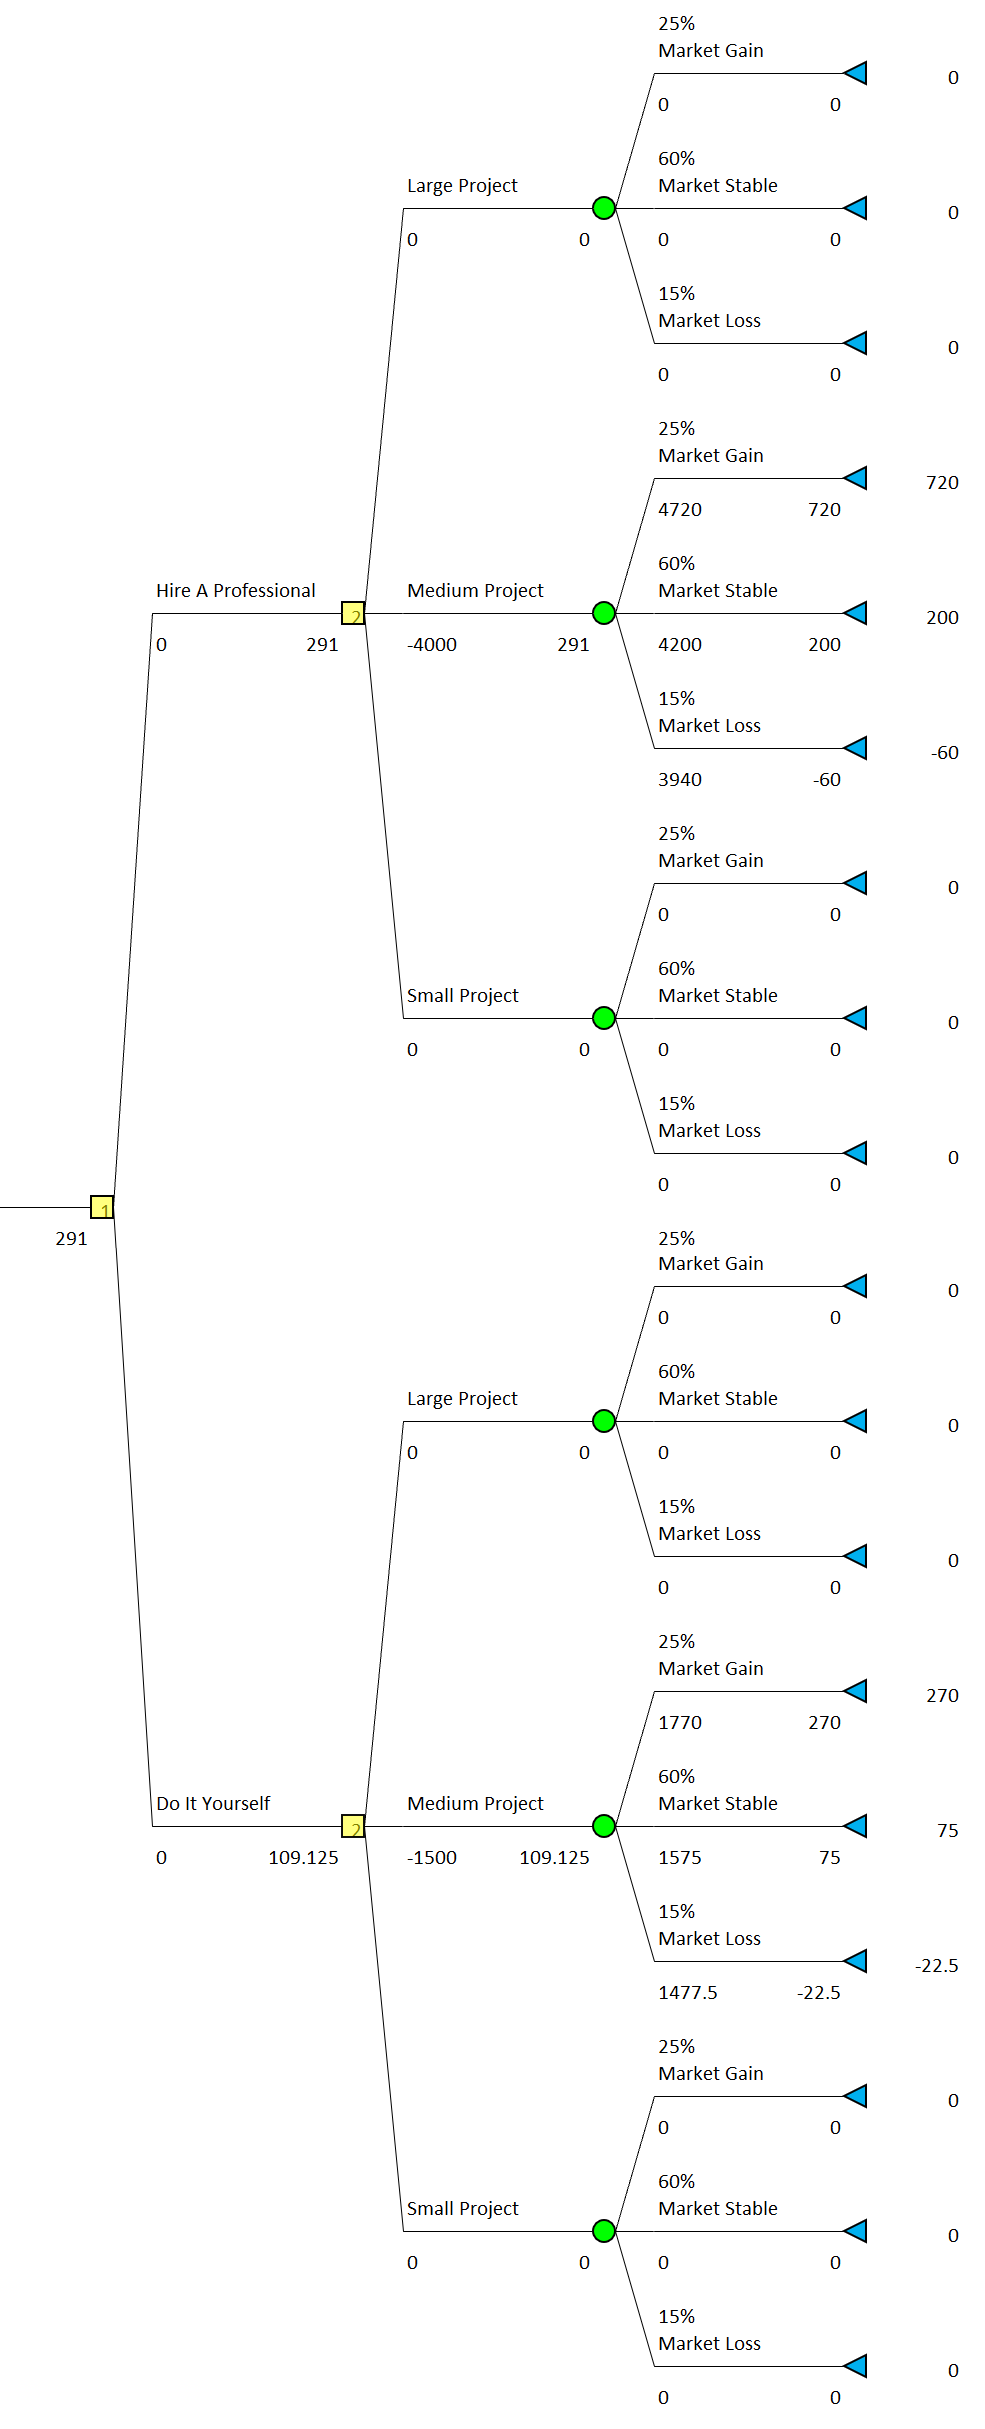 25%
Market Gain
0 0 0
60%
Large Project Market Stable
0 0 0 0 0
15%
Market Loss
0 0 0
25%
Market Gain
4720 720 720
60%
Hire A Professional 2 Medium Project Market Stable
0 291 -4000 291 4200 200 200
15%
Market Loss
3940 -60 -60
25%
Market Gain
0 0 0
60%
Small Project Market Stable
0 0 0 0 0
15%
Market Loss
0 0 0
1
291
25%
Market Gain
0 0 0
60%
Large Project Market Stable
0 0 0 0 0
15%
Market Loss
0 0 0
25%
Market Gain
1770 270 270
60%
Do It Yourself 2 Medium Project Market Stable
0 109.125 -1500 109.125 1575 75 75
15%
Market Loss
1477.5 -22.5 -22.5
25%
Market Gain
0 0 0
60%
Small Project Market Stable
0 0 0 0 0
15%
Market Loss
0 0 0